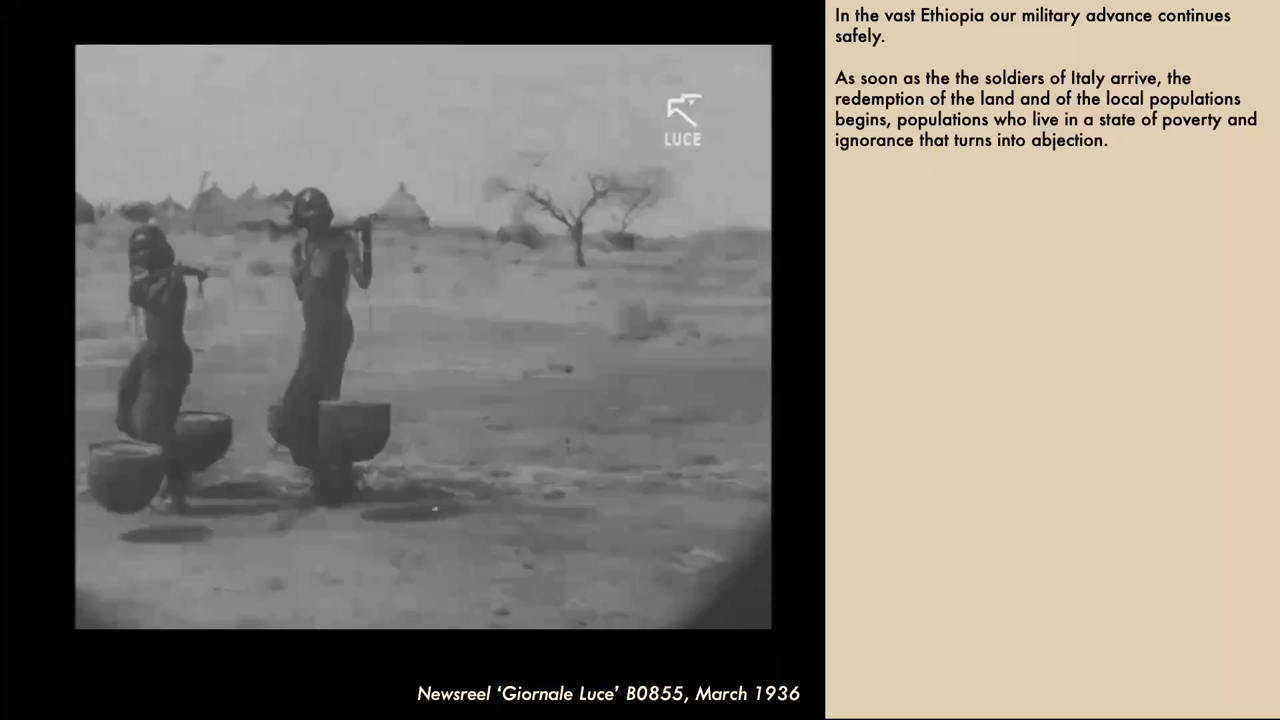 In the vast Ethiopia our military advance continues
safely.
As soon as the the soldiers of Italy arrive, the
redemption of the land and of the local populations
begins, populations who live in a state of poverty and
ignorance that turns into abjection.
LUCE
Newsreel ‘Giornale Luce’ B0855, March 1936